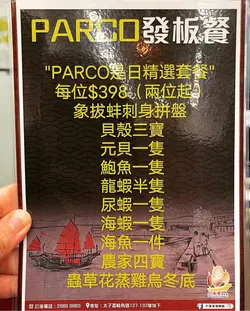 PARCO發板餐
"PARCO是日精選套餐"
每位$398（兩位起）
象拔蚌刺身拼盤
貝殼三寶
元貝一隻
鮑魚一隻
龍蝦半隻
尿蝦一隻
海蝦一隻
海魚一件
農家四寶
蟲草花蒸雞烏冬底